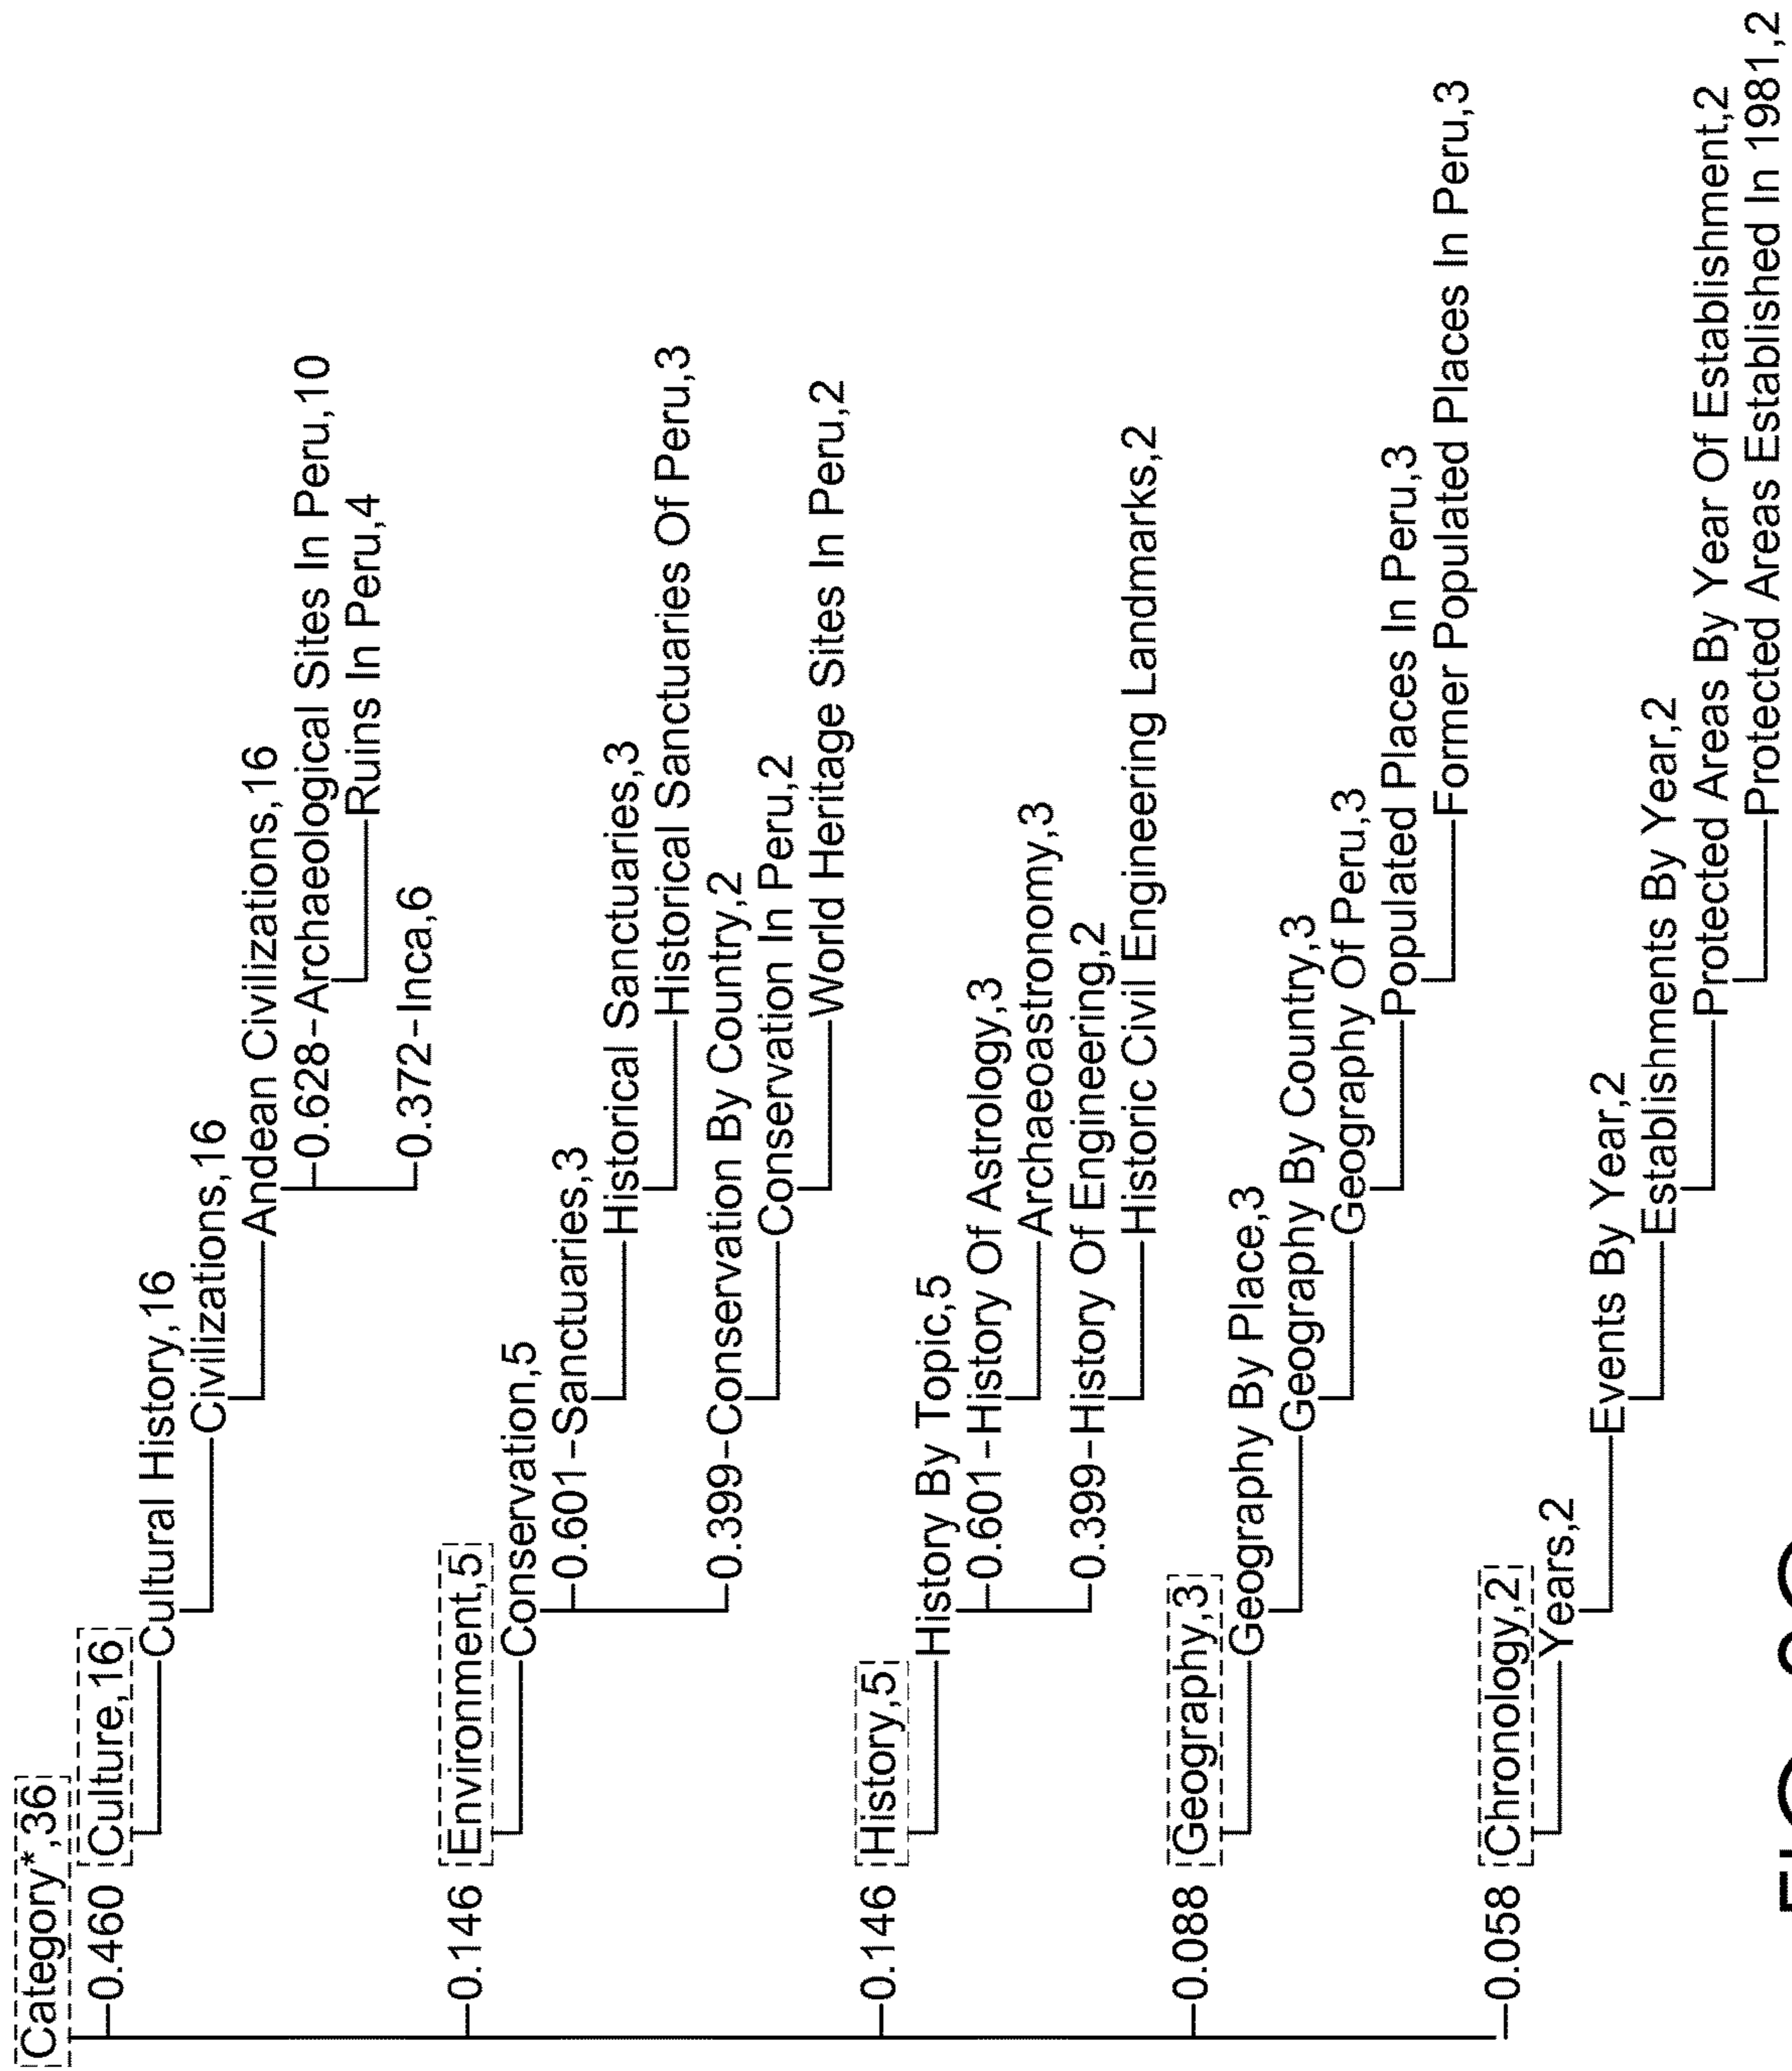 Category*,36
0.460 Culture,16
Cultural History,16
Civilizations,16
Andean Civilizations,16
0.628-Archaeological Sites In Peru,10
Ruins In Peru,4
0.372-Inca,6
0.146 Environment,5
Conservation,5
0.601-Sanctuaries,3
Historical Sanctuaries,3
Historical Sanctuaries Of Peru,3
0.399-Conservation By Country,2
Conservation In Peru,2
World Heritage Sites In Peru,2
0.146 History,5
History By Topic,5
0.601-History Of Astrology,3
Archaeoastronomy,3
0.399-History Of Engineering,2
Historic Civil Engineering Landmarks,2
0.088 Geography,3
Geography By Place,3
Geography By Country,3
Geography Of Peru,3
Populated Places In Peru,3
Former Populated Places In Peru,3
0.058 Chronology,2
Years,2
Events By Year,2
Establishments By Year,2
Protected Areas By Year Of Establishment,2
Protected Areas Established In 1981,2